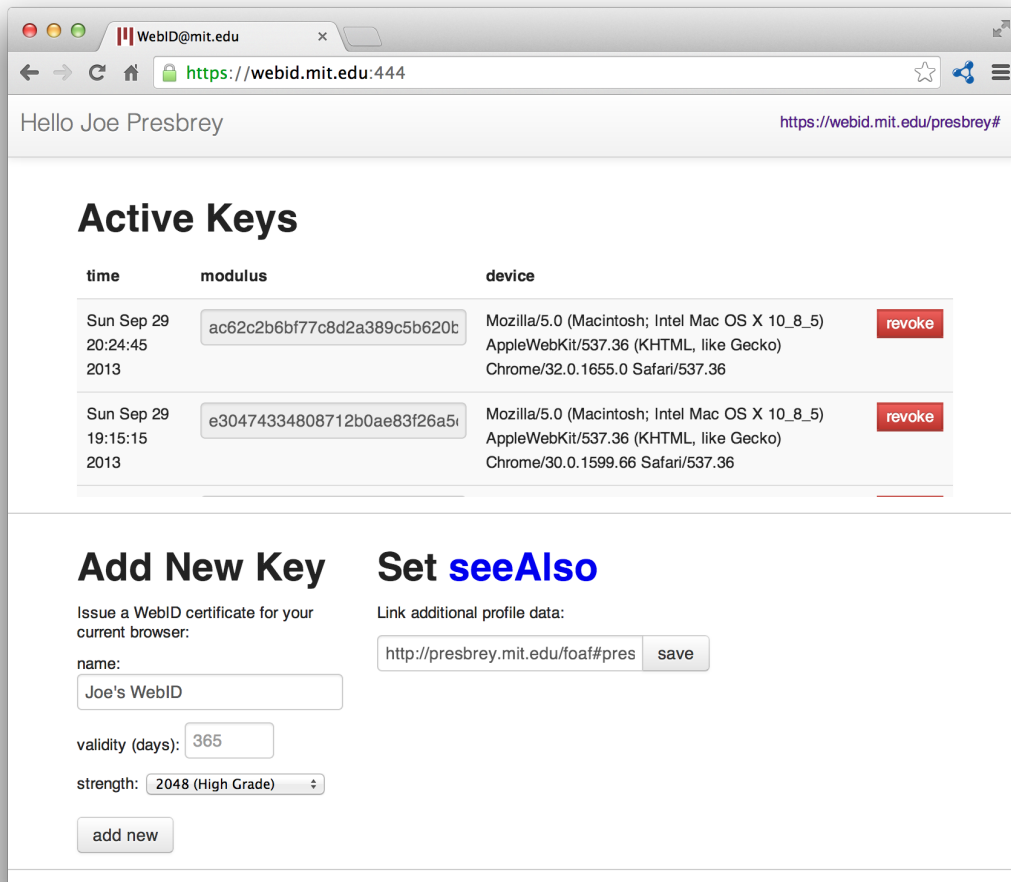 WebID@mit.edu
https://webid.mit.edu:444
Hello Joe Presbrey
https://webid.mit.edu/presbrey#
Active Keys
time modulus device
Sun Sep 29
20:24:45
2013
ac62c2b6bf77c8d2a389c5b620b
Mozilla/5.0 (Macintosh; Intel Mac OS X 10_8_5)
AppleWebKit/537.36 (KHTML, like Gecko)
Chrome/32.0.1655.0 Safari/537.36
revoke
Sun Sep 29
19:15:15
2013
e30474334808712b0ae83f26a5
Mozilla/5.0 (Macintosh; Intel Mac OS X 10_8_5)
AppleWebKit/537.36 (KHTML, like Gecko)
Chrome/30.0.1599.66 Safari/537.36
revoke
Add New Key
Issue a WebID certificate for your
current browser:
name:
Joe's WebID
validity (days): 365
strength: 2048 (High Grade)
add new
Set seeAlso
Link additional profile data:
http://presbrey.mit.edu/foaf#pres
save